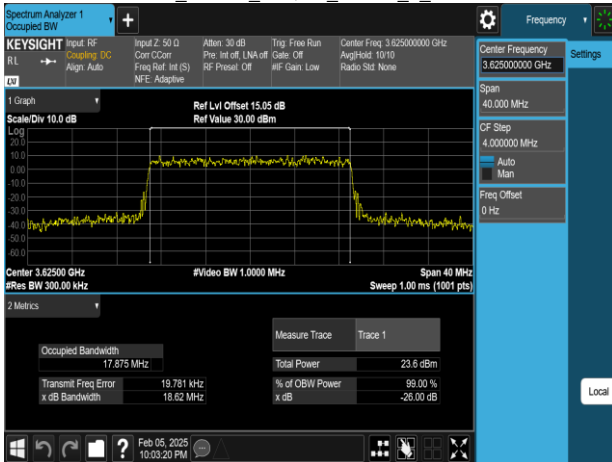 Spectrum Analyzer 1
Occupied BW
Frequency
KEYSIGHT Input: RF
R L
Coupling: DC
Align: Auto
LXI
Input Z: 50 Ω
Corr CCorr
Freq Ref: Int (S)
NFE: Adaptive
Atten: 30 dB
Pre: Int off, LNA off
RF Presel: Off
Trig: Free Run
Gate: Off
#IF Gain: Low
Center Freq: 3.625000000 GHz
Avg|Hold: 10/10
Radio Std: None
Center Frequency
3.625000000 GHz
Settings
Span
40.000 MHz
CF Step
4.000000 MHz
Auto
Man
Freq Offset
0 Hz
Local
1 Graph
Scale/Div 10.0 dB
Ref Lvl Offset 15.05 dB
Ref Value 30.00 dBm
Log
20.0
10.0
0.00
-10.0
-20.0
-30.0
-40.0
-50.0
-60.0
Center 3.62500 GHz
#Video BW 1.0000 MHz
Span 40 MHz
#Res BW 300.00 kHz
Sweep 1.00 ms (1001 pts)
2 Metrics
Measure Trace Trace 1
Occupied Bandwidth
17.875 MHz
Total Power 23.6 dBm
Transmit Freq Error 19.781 kHz
% of OBW Power 99.00 %
x dB Bandwidth 18.62 MHz
x dB -26.00 dB
?
Feb 05, 2025
10:03:20 PM